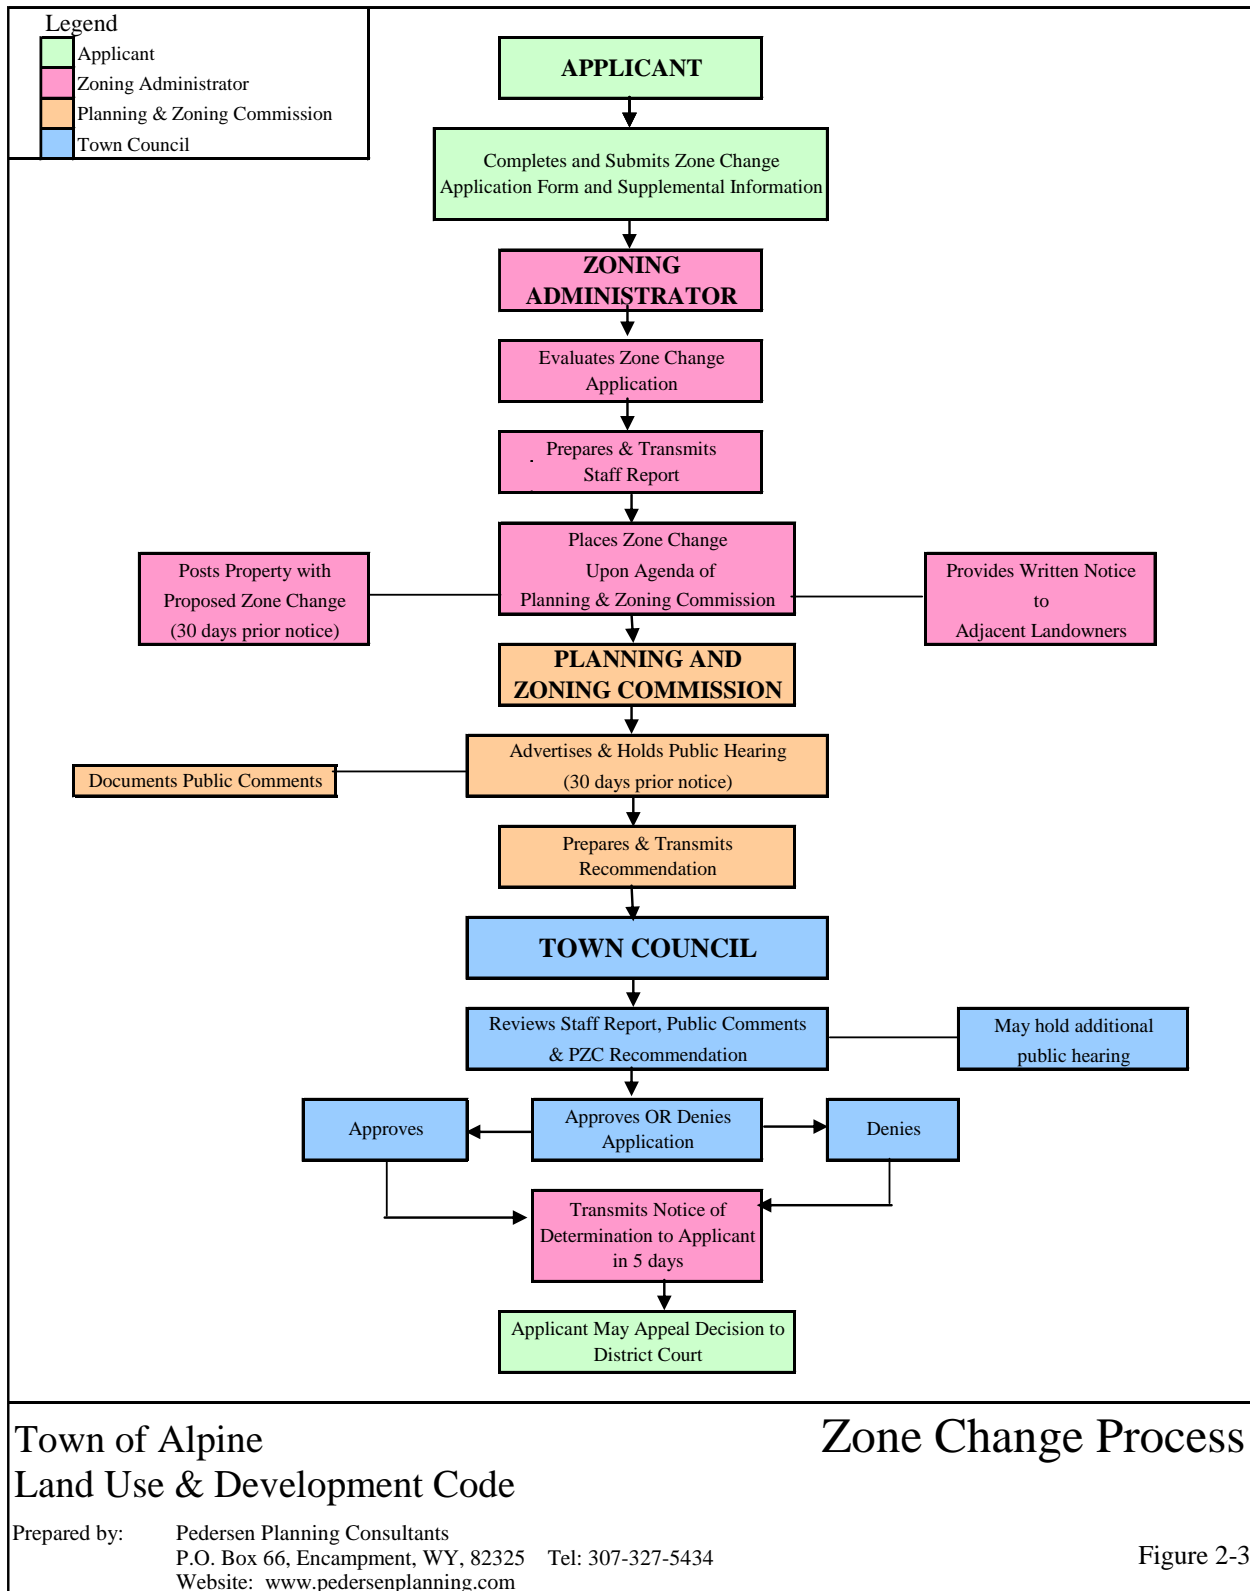 Legend
Applicant
Zoning Administrator
Planning & Zoning Commission
Town Council
APPLICANT
Completes and Submits Zone Change
Application Form and Supplemental Information
ZONING
ADMINISTRATOR
Evaluates Zone Change
Application
Prepares & Transmits
Staff Report
Places Zone Change
Upon Agenda of
Planning & Zoning Commission
Posts Property with
Proposed Zone Change
(30 days prior notice)
Provides Written Notice
to
Adjacent Landowners
PLANNING AND
ZONING COMMISSION
Advertises & Holds Public Hearing
(30 days prior notice)
Documents Public Comments
Prepares & Transmits
Recommendation
TOWN COUNCIL
Reviews Staff Report, Public Comments
& PZC Recommendation
May hold additional
public hearing
Approves
Approves OR Denies
Application
Denies
Transmits Notice of
Determination to Applicant
in 5 days
Applicant May Appeal Decision to
District Court
Town of Alpine
Land Use & Development Code
Zone Change Process
Prepared by: Pedersen Planning Consultants
P.O. Box 66, Encampment, WY, 82325 Tel: 307-327-5434
Website: www.pedersenplanning.com
Figure 2-3